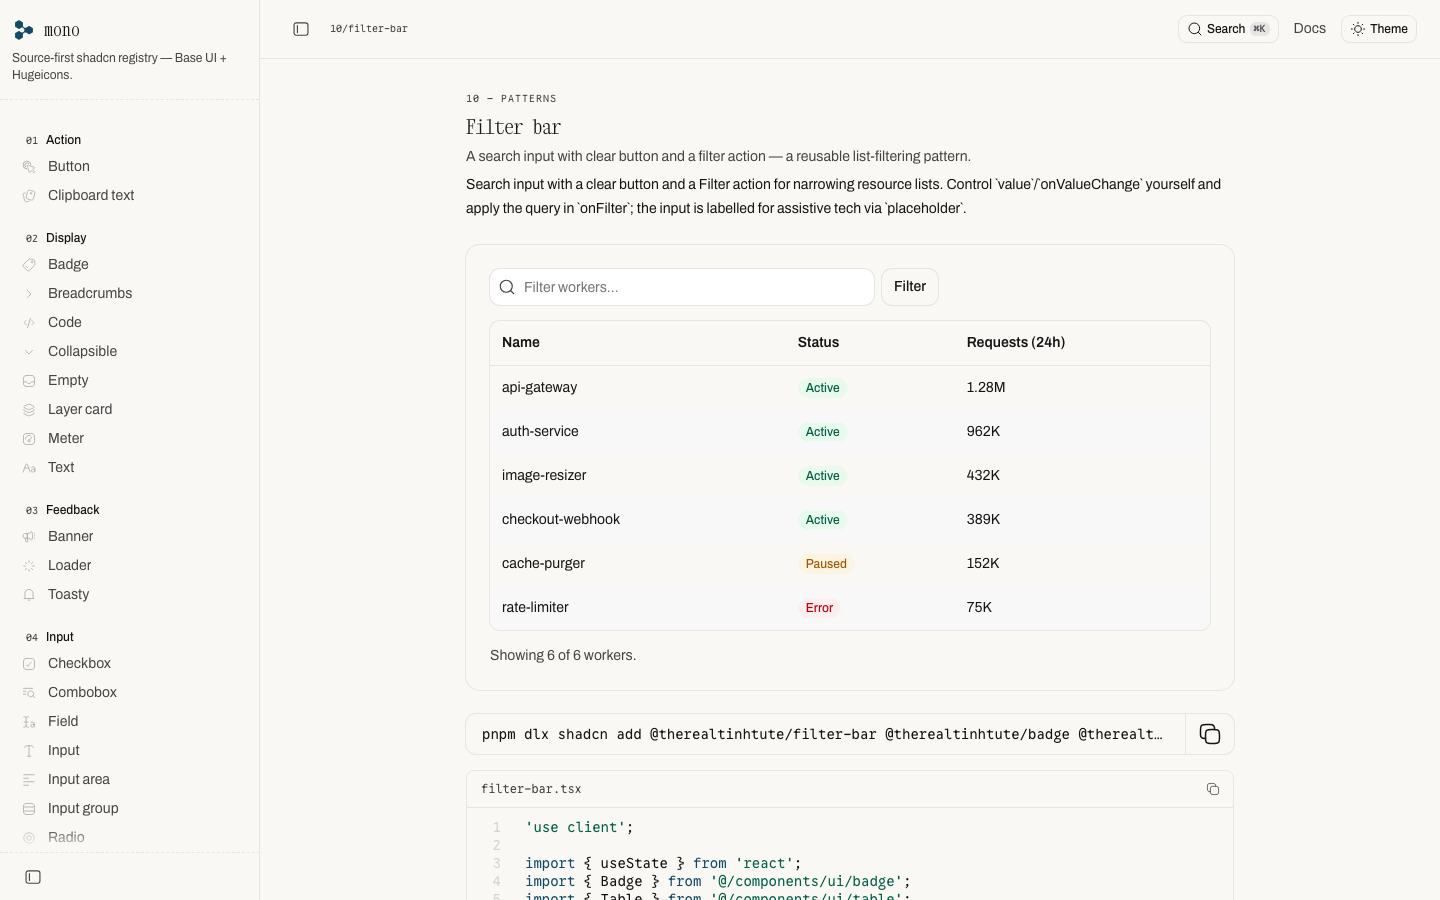 mono
Source-first shadcn registry — Base UI +
Hugeicons.
01 Action
Button
Clipboard text
02 Display
Badge
Breadcrumbs
Code
Collapsible
Empty
Layer card
Meter
Text
03 Feedback
Banner
Loader
Toasty
04 Input
Checkbox
Combobox
Field
Input
Input area
Input group
Radio
10/filter-bar
Search ⌘K
Docs
Theme
10 — PATTERNS
Filter bar
A search input with clear button and a filter action — a reusable list-filtering pattern.
Search input with a clear button and a Filter action for narrowing resource lists. Control `value`/`onValueChange` yourself and
apply the query in `onFilter`; the input is labelled for assistive tech via `placeholder`.
Filter workers...
Filter
Name Status Requests (24h)
api-gateway Active 1.28M
auth-service Active 962K
image-resizer Active 432K
checkout-webhook Active 389K
cache-purger Paused 152K
rate-limiter Error 75K
Showing 6 of 6 workers.
pnpm dlx shadcn add @therealtinhtute/filter-bar @therealtinhtute/badge @therealt…
filter-bar.tsx
1 'use client';
2
3 import { useState } from 'react';
4 import { Badge } from '@/components/ui/badge';
5 import { Table } from '@/components/ui/table';